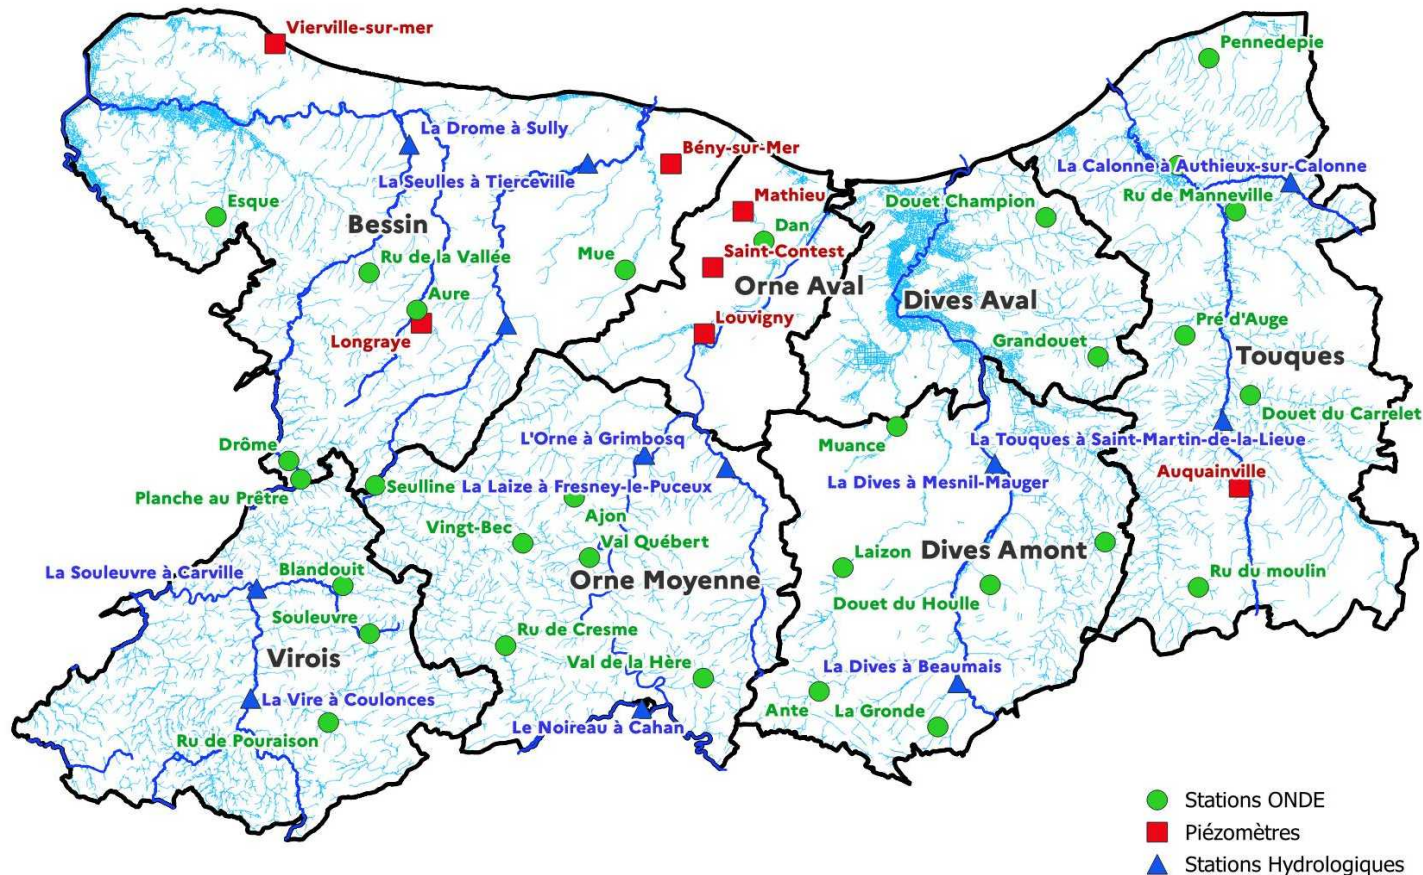 Vierville-sur-mer
Pennedepie
La Drome à Sully
Bény-sur-Mer
La Calonne à Authieux-sur-Calonne
La Seulles à Tierceville
Esque
Mathieu
Douet Champion
Ru de Manneville
Bessin
Dan
Ru de la Vallée
Mue
Saint-Contest
Orne Aval
Dives Aval
Aure
Louvigny
Pré d'Auge
Longraye
Grandouet
Touques
Douet du Carrelet
Drôme
L'Orne à Grimbosq
Muance
La Touques à Saint-Martin-de-la-Lieue
Planche au Prêtre
Seulline
La Laize à Fresney-le-Puceux
La Dives à Mesnil-Mauger
Auquainville
Ajon
Vingt-Bec
Val Québert
Laizon
Dives Amont
La Souleuvre à Carville
Blandouit
Orne Moyenne
Douet du Houlle
Ru du moulin
Souleuvre
Ru de Cresme
Virois
Val de la Hère
La Dives à Beaumais
La Vire à Coulonces
Ante
La Gronde
Le Noireau à Cahan
Ru de Pouraison
Stations ONDE
Piézomètres
Stations Hydrologiques